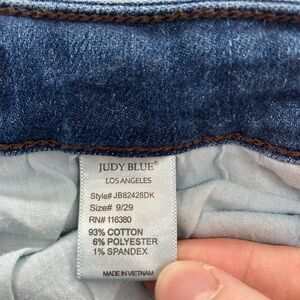 JUDY BLUE®
LOS ANGELES
Style# JB82428DK
Size# 9/29
RN# 116380
93% COTTON
6% POLYESTER
1% SPANDEX
MADE IN VIETNAM